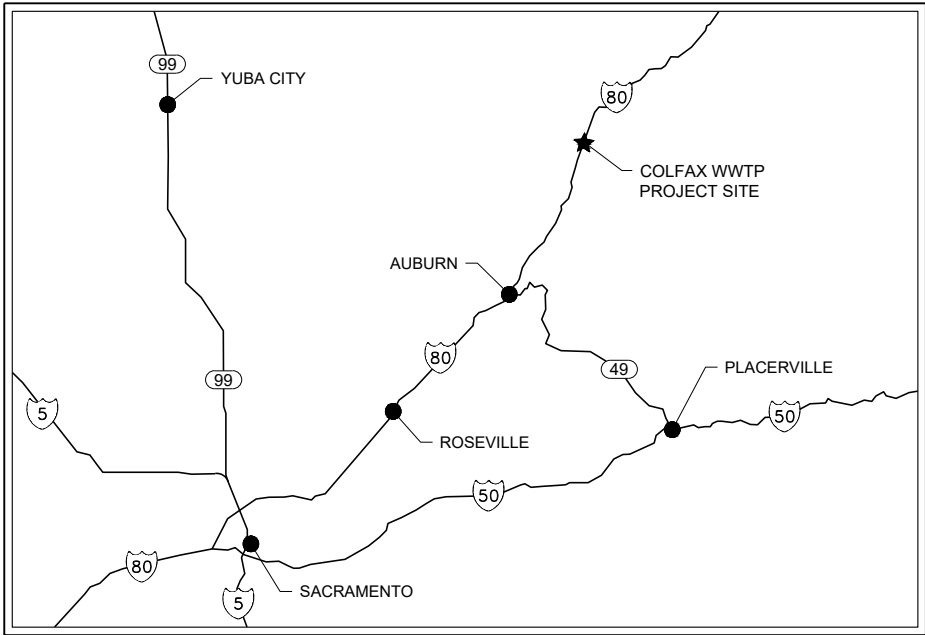 99
YUBA CITY
80
COLFAX WWTP
PROJECT SITE
AUBURN
80
49
PLACERVILLE
99
5
50
ROSEVILLE
50
80
SACRAMENTO
5